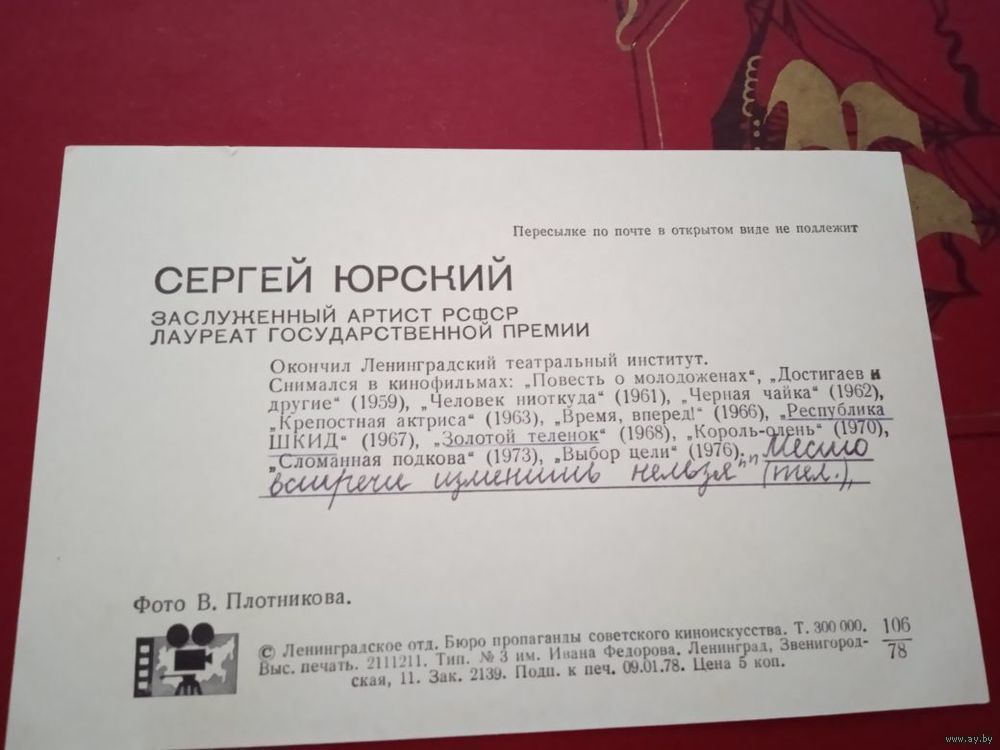 Пересылке по почте в открытом виде не подлежит
СЕРГЕЙ ЮРСКИЙ
ЗАСЛУЖЕННЫЙ АРТИСТ РСФСР
ЛАУРЕАТ ГОСУДАРСТВЕННОЙ ПРЕМИИ
Окончил Ленинградский театральный институт.
Снимался в кинофильмах: „Повесть о молодоженах“, „Достигаев и
другие“ (1959), „Человек ниоткуда“ (1961), „Черная чайка“ (1962),
„Крепостная актриса“ (1963), „Время, вперед!“ (1966), „Республика
ШКИД“ (1967), „Золотой теленок“ (1968), „Король-олень“ (1970),
„Сломанная подкова“ (1973), „Выбор цели“ (1976), „Место
встречи изменить нельзя“ (тел.),
Фото В. Плотникова.
© Ленинградское отд. Бюро пропаганды советского киноискусства. Т. 300 000.
Выс. печать. 2111211. Тип. № 3 им. Ивана Федорова. Ленинград, Звенигород-
ская, 11. Зак. 2139. Подп. к печ. 09.01.78. Цена 5 коп.
106
78
www.ay.by